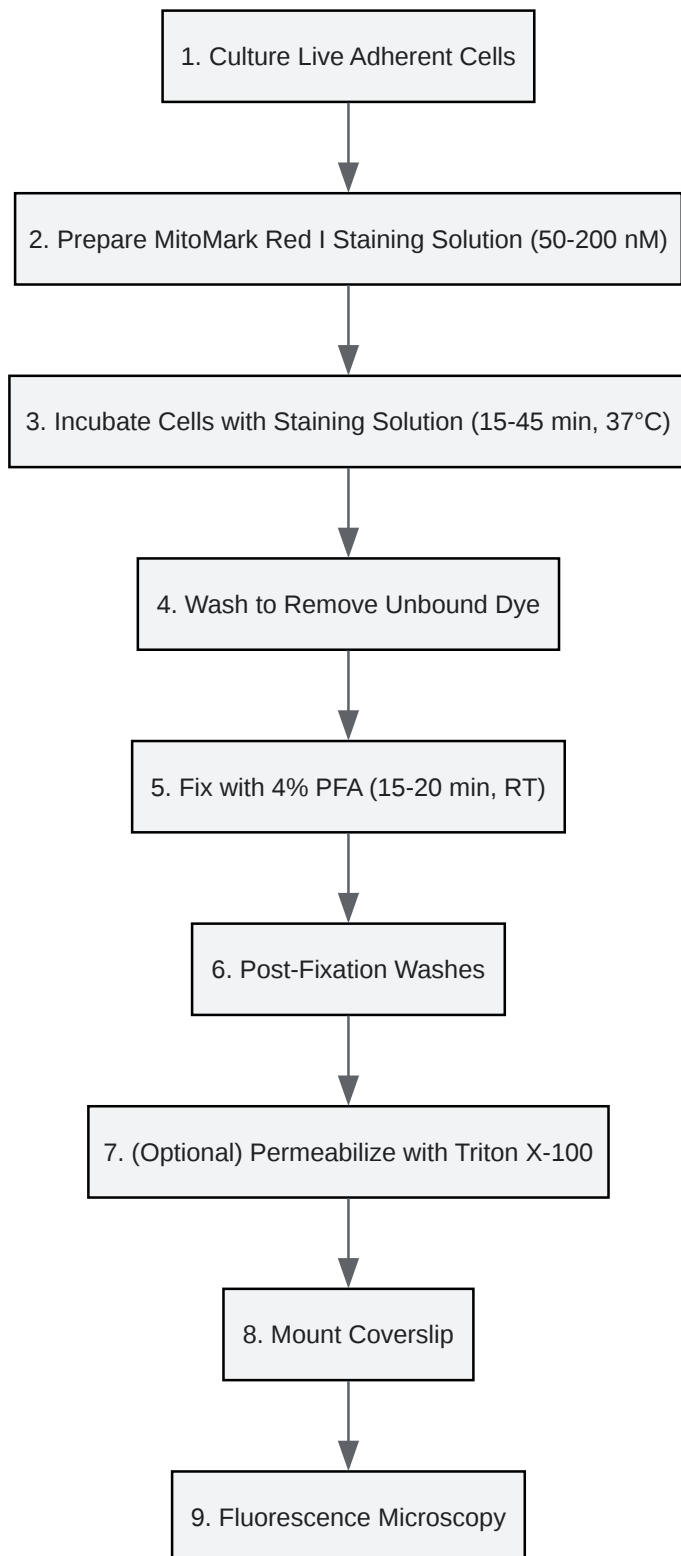 1. Culture Live Adherent Cells
2. Prepare MitoMark Red I Staining Solution (50-200 nM)
3. Incubate Cells with Staining Solution (15-45 min, 37°C)
4. Wash to Remove Unbound Dye
5. Fix with 4% PFA (15-20 min, RT)
6. Post-Fixation Washes
7. (Optional) Permeabilize with Triton X-100
8. Mount Coverslip
9. Fluorescence Microscopy